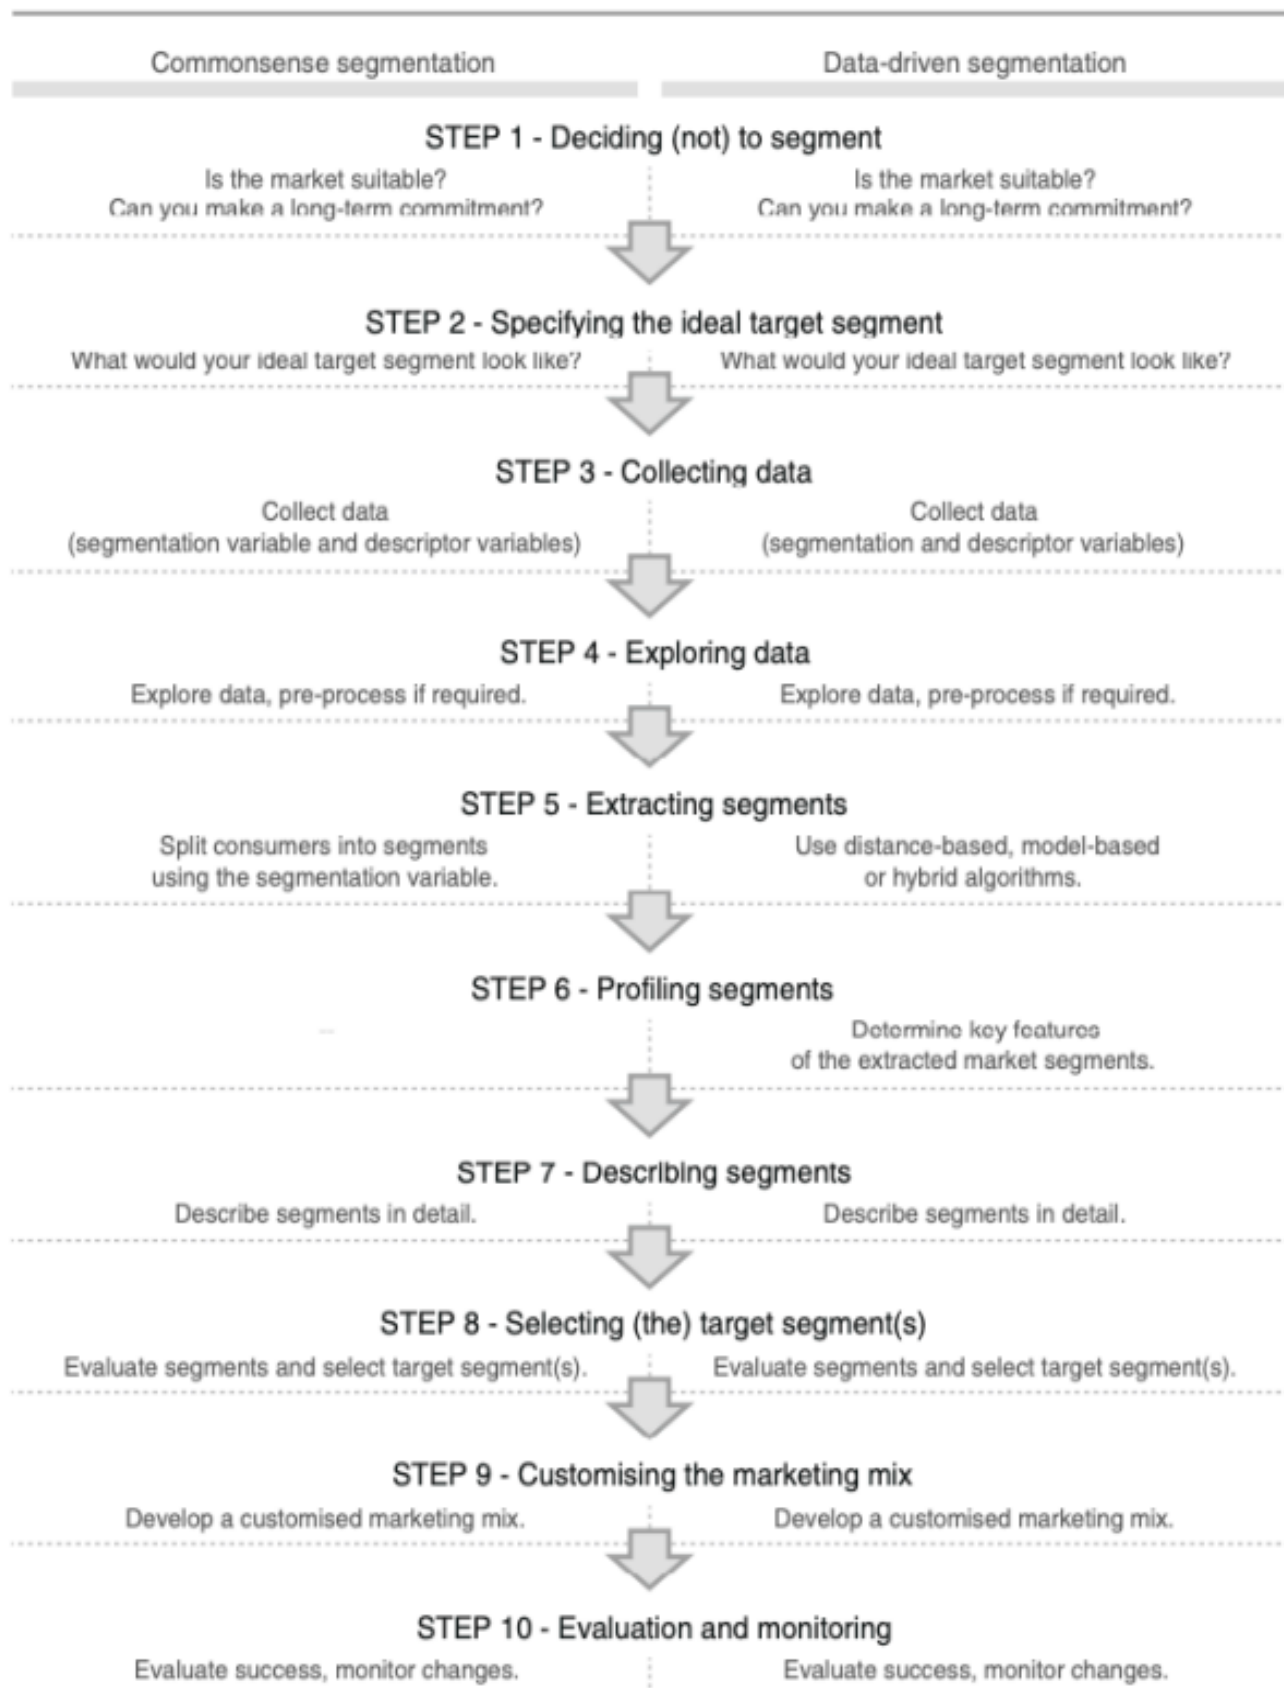 Commonsense segmentation
Data-driven segmentation
STEP 1 - Deciding (not) to segment
Is the market suitable?
Can you make a long-term commitment?
Is the market suitable?
Can you make a long-term commitment?
STEP 2 - Specifying the ideal target segment
What would your ideal target segment look like?
What would your ideal target segment look like?
STEP 3 - Collecting data
Collect data
(segmentation variable and descriptor variables)
Collect data
(segmentation and descriptor variables)
STEP 4 - Exploring data
Explore data, pre-process if required.
Explore data, pre-process if required.
STEP 5 - Extracting segments
Split consumers into segments
using the segmentation variable.
Use distance-based, model-based
or hybrid algorithms.
STEP 6 - Profiling segments
--
Determine key features
of the extracted market segments.
STEP 7 - Describing segments
Describe segments in detail.
Describe segments in detail.
STEP 8 - Selecting (the) target segment(s)
Evaluate segments and select target segment(s).
Evaluate segments and select target segment(s).
STEP 9 - Customising the marketing mix
Develop a customised marketing mix.
Develop a customised marketing mix.
STEP 10 - Evaluation and monitoring
Evaluate success, monitor changes.
Evaluate success, monitor changes.